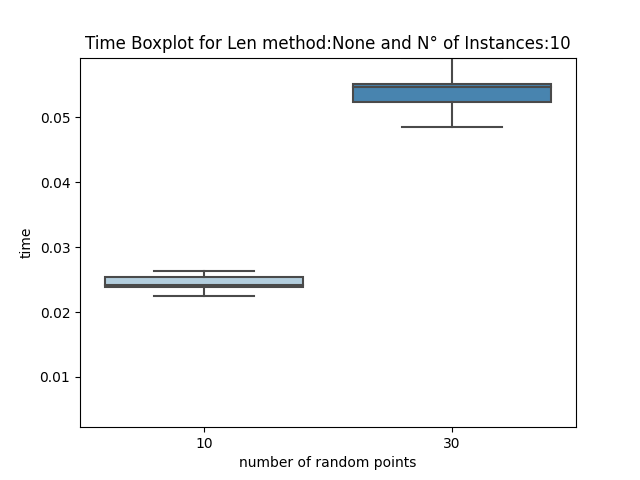 Time Boxplot for Len method:None and N° of Instances:10
0.05
0.04
0.03
0.02
0.01
time
10 30
number of random points